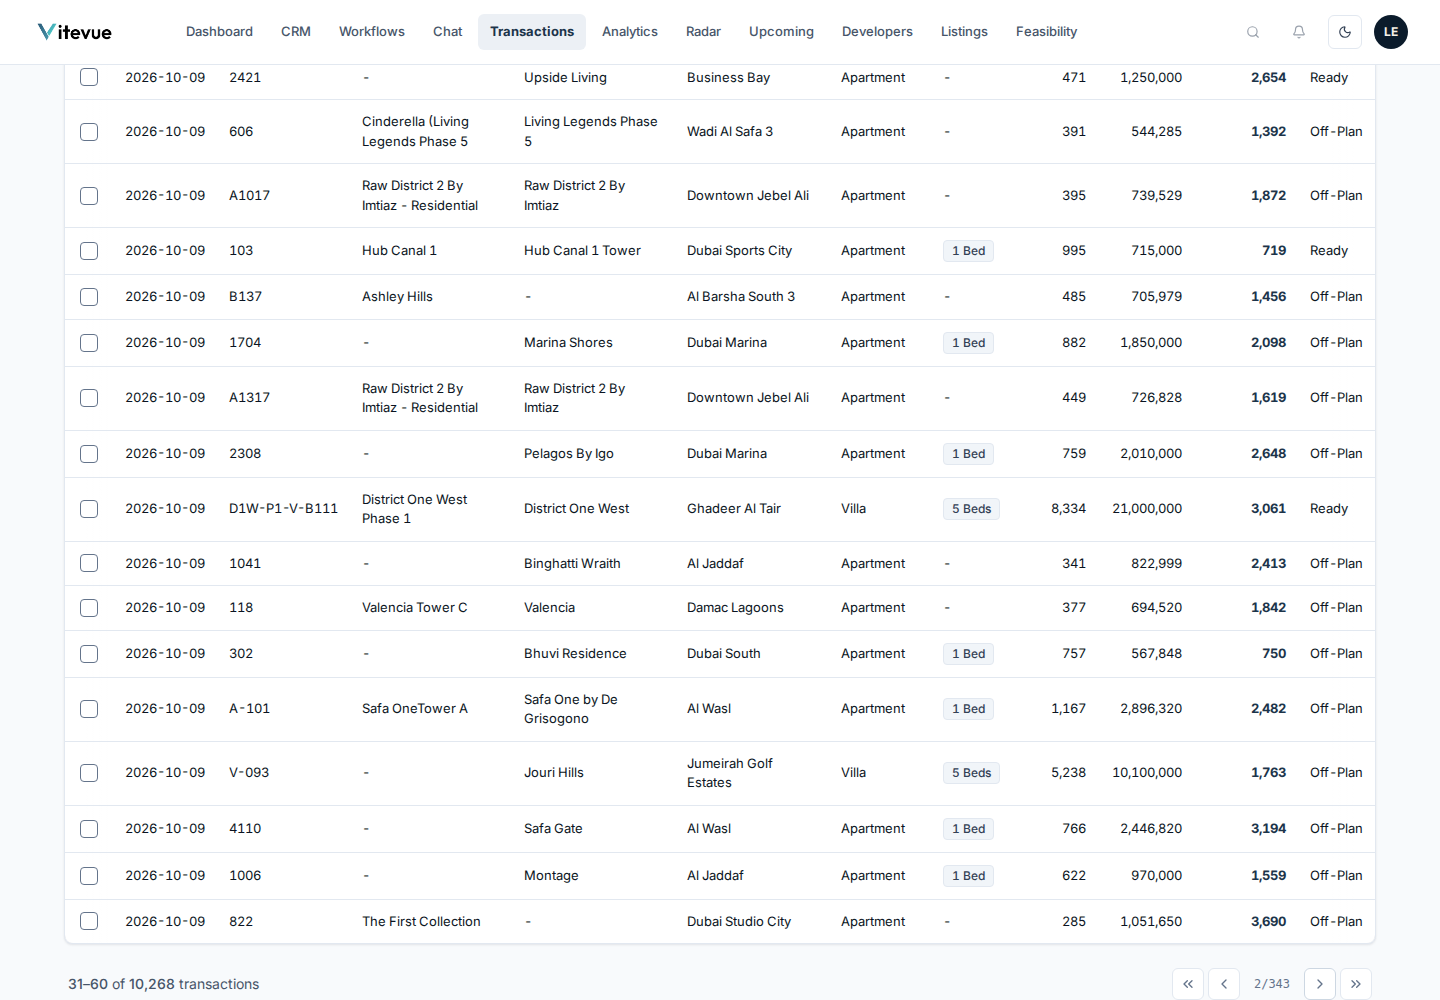 Vitevue Dashboard CRM Workflows Chat Transactions Analytics Radar Upcoming Developers Listings Feasibility LE
2026-10-09 2421 - Upside Living Business Bay Apartment - 471 1,250,000 2,654 Ready
2026-10-09 606 Cinderella (Living Legends Phase 5 Living Legends Phase 5 Wadi Al Safa 3 Apartment - 391 544,285 1,392 Off-Plan
2026-10-09 A1017 Raw District 2 By Imtiaz - Residential Raw District 2 By Imtiaz Downtown Jebel Ali Apartment - 395 739,529 1,872 Off-Plan
2026-10-09 103 Hub Canal 1 Hub Canal 1 Tower Dubai Sports City Apartment 1 Bed 995 715,000 719 Ready
2026-10-09 B137 Ashley Hills - Al Barsha South 3 Apartment - 485 705,979 1,456 Off-Plan
2026-10-09 1704 - Marina Shores Dubai Marina Apartment 1 Bed 882 1,850,000 2,098 Off-Plan
2026-10-09 A1317 Raw District 2 By Imtiaz - Residential Raw District 2 By Imtiaz Downtown Jebel Ali Apartment - 449 726,828 1,619 Off-Plan
2026-10-09 2308 - Pelagos By Igo Dubai Marina Apartment 1 Bed 759 2,010,000 2,648 Off-Plan
2026-10-09 D1W-P1-V-B111 District One West Phase 1 District One West Ghadeer Al Tair Villa 5 Beds 8,334 21,000,000 3,061 Ready
2026-10-09 1041 - Binghatti Wraith Al Jaddaf Apartment - 341 822,999 2,413 Off-Plan
2026-10-09 118 Valencia Tower C Valencia Damac Lagoons Apartment - 377 694,520 1,842 Off-Plan
2026-10-09 302 - Bhuvi Residence Dubai South Apartment 1 Bed 757 567,848 750 Off-Plan
2026-10-09 A-101 Safa OneTower A Safa One by De Grisogono Al Wasl Apartment 1 Bed 1,167 2,896,320 2,482 Off-Plan
2026-10-09 V-093 - Jouri Hills Jumeirah Golf Estates Villa 5 Beds 5,238 10,100,000 1,763 Off-Plan
2026-10-09 4110 - Safa Gate Al Wasl Apartment 1 Bed 766 2,446,820 3,194 Off-Plan
2026-10-09 1006 - Montage Al Jaddaf Apartment 1 Bed 622 970,000 1,559 Off-Plan
2026-10-09 822 The First Collection - Dubai Studio City Apartment - 285 1,051,650 3,690 Off-Plan
31–60 of 10,268 transactions « ‹ 2/343 › »